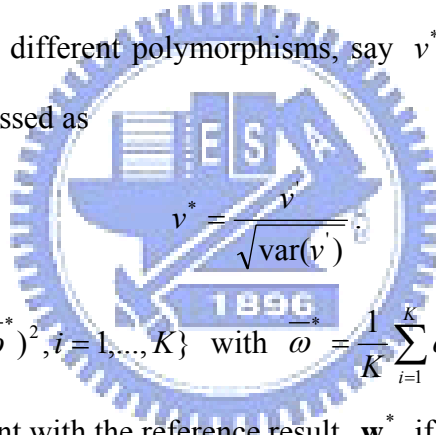 different polymorphisms, say v*
ssed as
v* = v' / √var(v') .
*)², i = 1,..., K} with ω̄* = 1/K ∑_{i=1}^{K}
nt with the reference result w*, if
E S A
1896